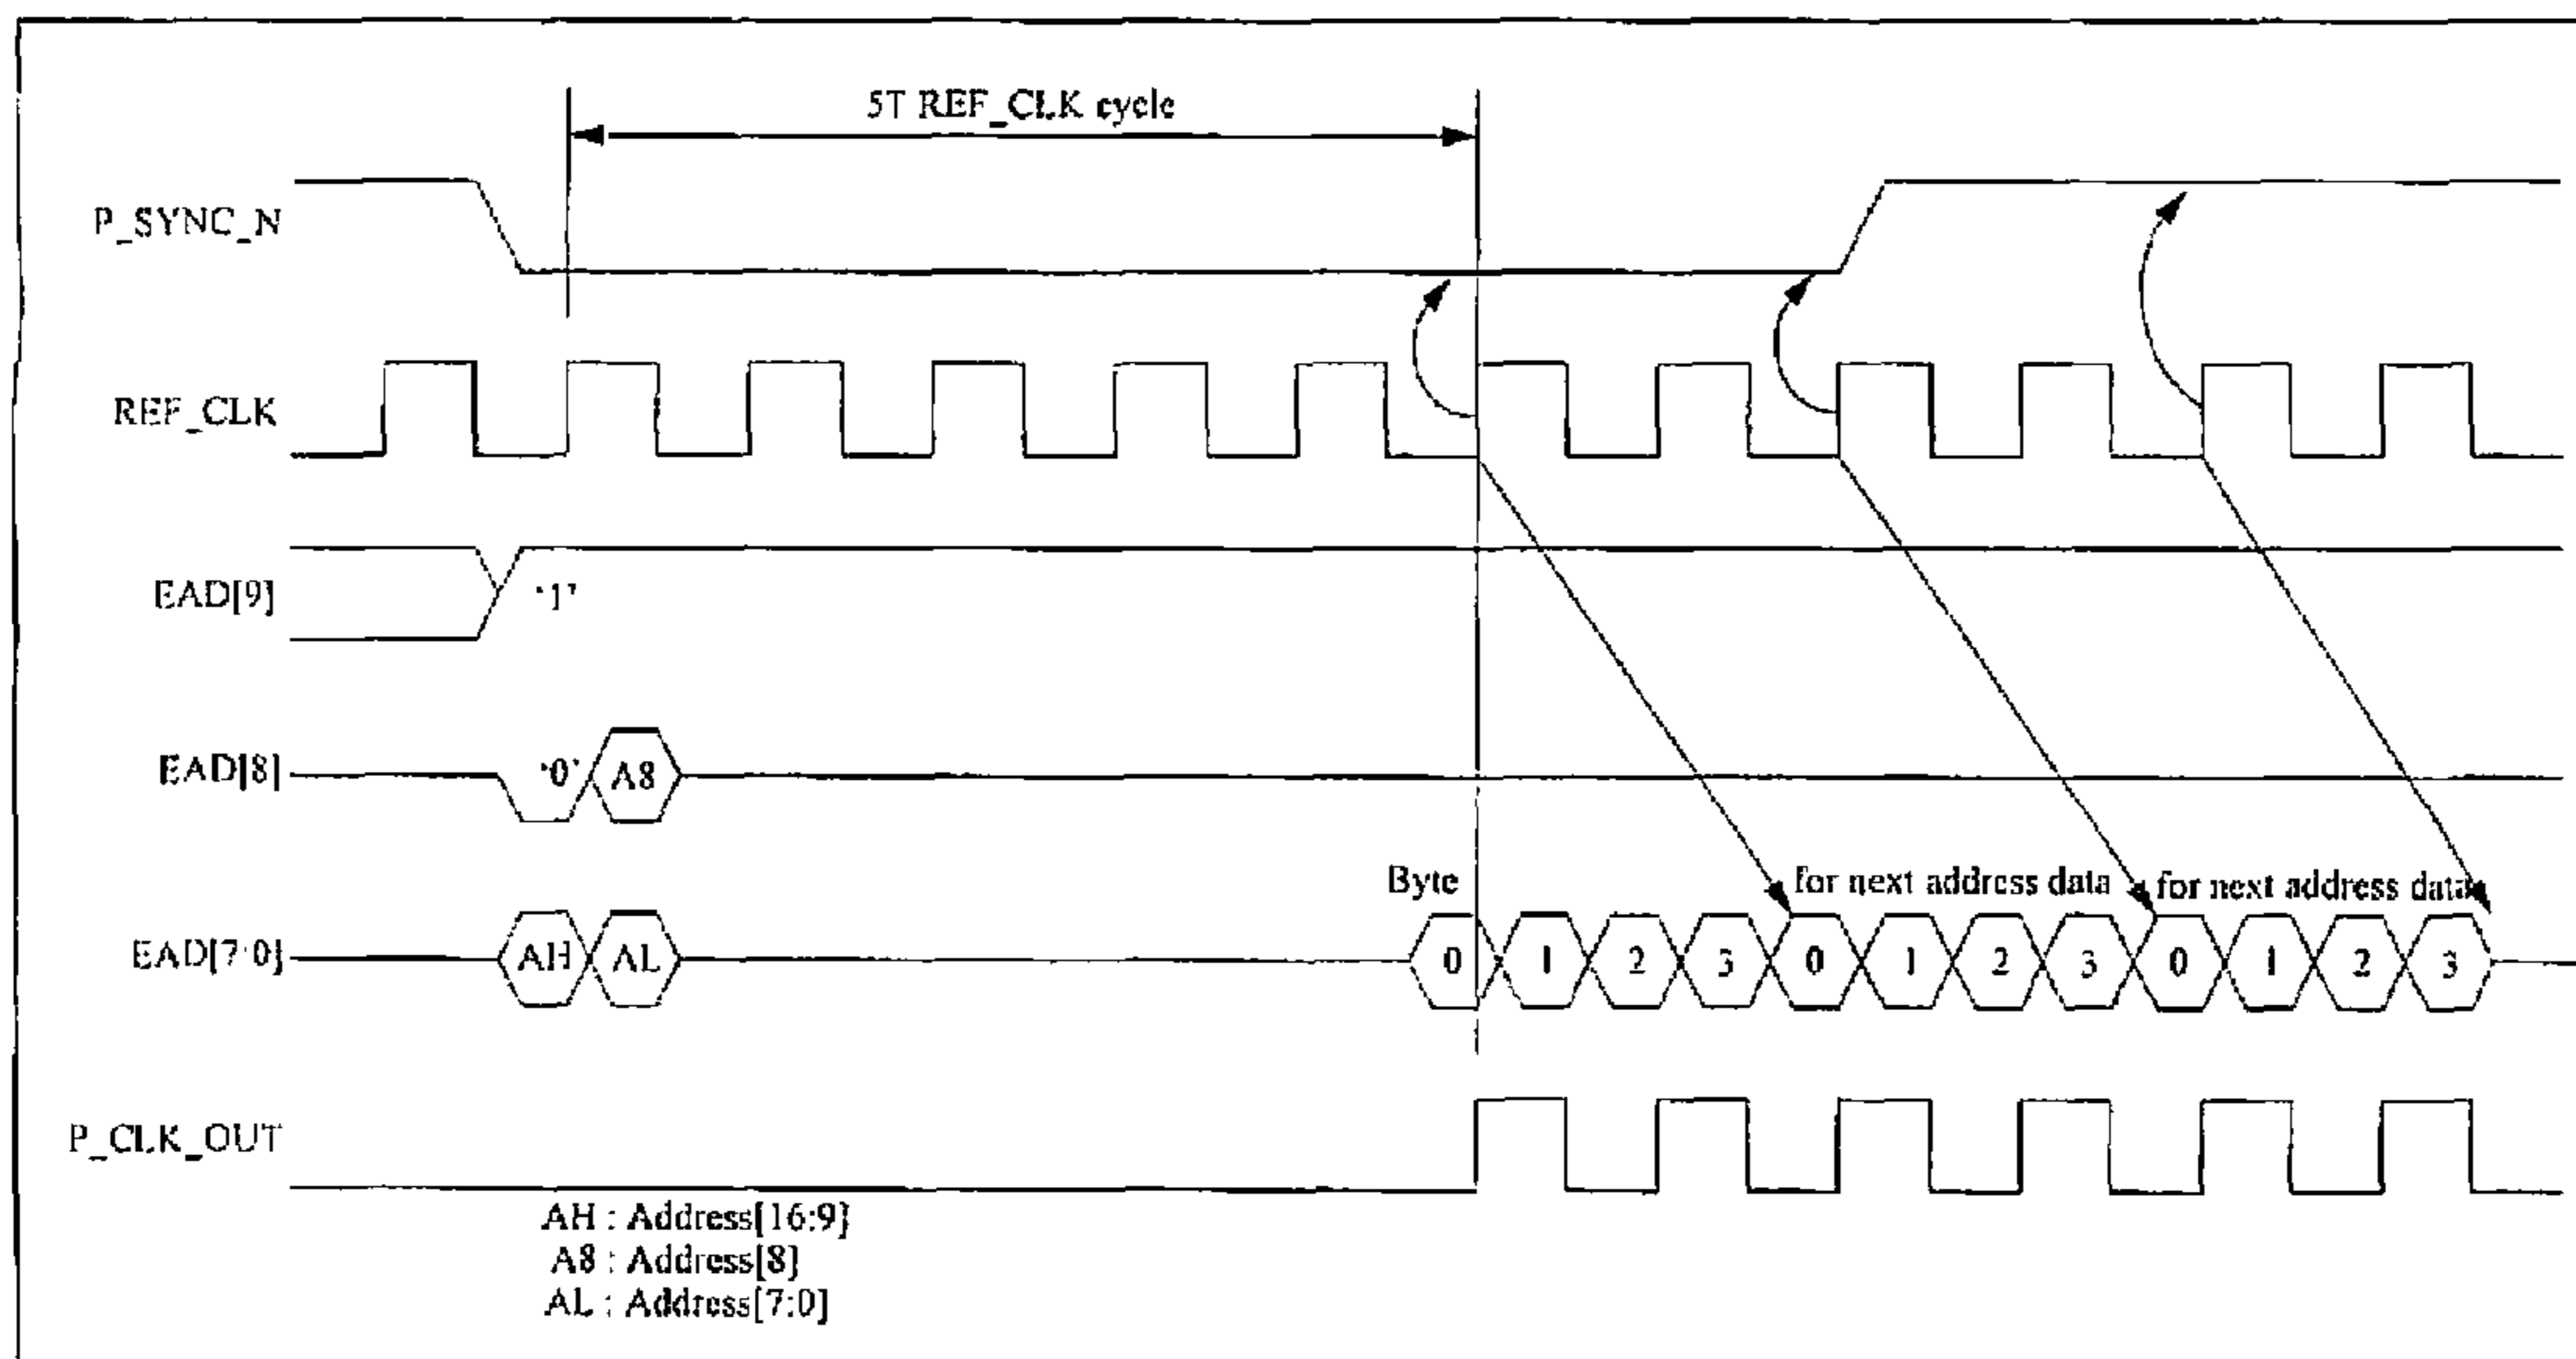 5T REF_CLK cycle
P_SYNC_N
REF_CLK
EAD[9]
'1'
EAD[8]
'0' A8
Byte for next address data for next address data
EAD[7:0]
AH AL 0 1 2 3 0 1 2 3 0 1 2 3
P_CLK_OUT
AH : Address[16:9]
A8 : Address[8]
AL : Address[7:0]